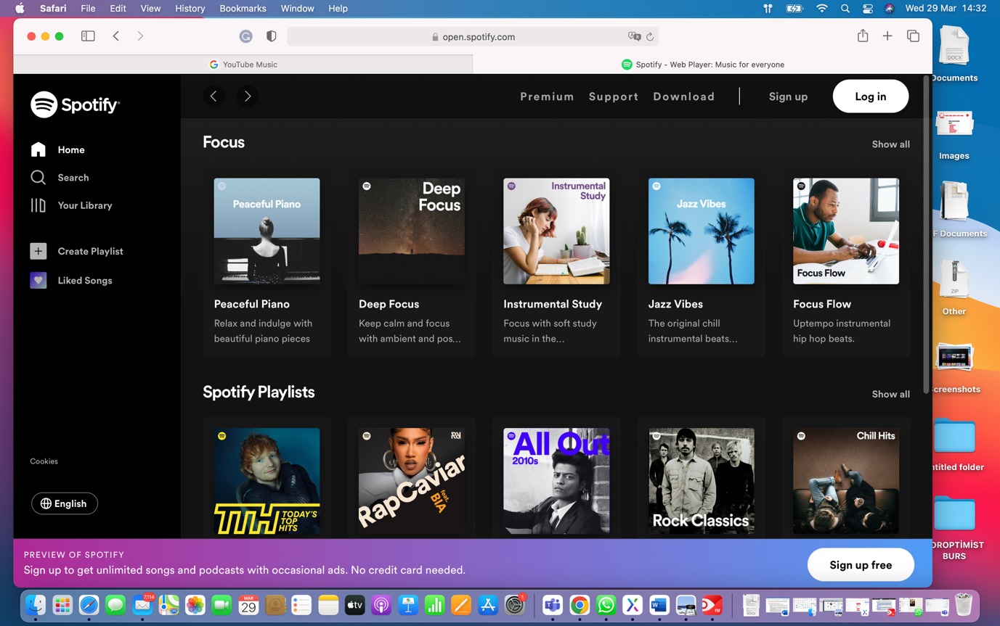 Safari File Edit View History Bookmarks Window Help
Wed 29 Mar 14:32
open.spotify.com
YouTube Music
Spotify - Web Player: Music for everyone
Spotify
Premium Support Download
Sign up
Log in
Home
Search
Your Library
Create Playlist
Liked Songs
Cookies
English
Focus
Show all
Peaceful Piano
Deep
Focus
Instrumental
Study
Jazz Vibes
Focus Flow
Peaceful Piano
Relax and indulge with
beautiful piano pieces
Deep Focus
Keep calm and focus
with ambient and pos...
Instrumental Study
Focus with soft study
music in the...
Jazz Vibes
The original chill
instrumental beats...
Focus Flow
Uptempo instrumental
hip hop beats.
Spotify Playlists
Show all
TTH TODAY'S
TOP
HITS
RapCaviar
feat.
BIA
All Out
2010s
Rock Classics
Chill Hits
PREVIEW OF SPOTIFY
Sign up to get unlimited songs and podcasts with occasional ads. No credit card needed.
Sign up free
DOCX
Documents
Images
F Documents
ZIP
Other
creenshots
ntitled folder
DROPTİMİST
BURS
7,114
MAR
29
tv
1
PDF
DOCX